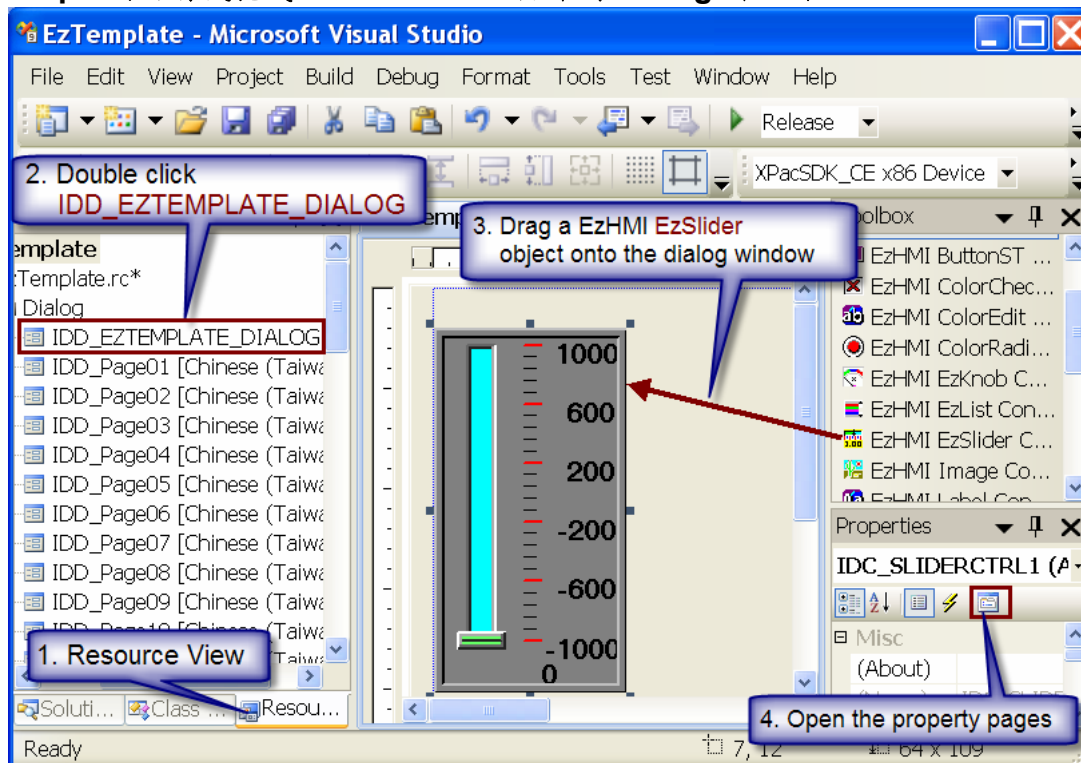 EzTemplate - Microsoft Visual Studio
File Edit View Project Build Debug Format Tools Test Window Help
Release
XPacSDK_CE x86 Device
2. Double click
IDD_EZTEMPLATE_DIALOG
3. Drag a EzHMI EzSlider
object onto the dialog window
emplate
zTemplate.rc*
Dialog
IDD_EZTEMPLATE_DIALOG
IDD_Page01 [Chinese (Taiwa
IDD_Page02 [Chinese (Taiwa
IDD_Page03 [Chinese (Taiwa
IDD_Page04 [Chinese (Taiwa
IDD_Page05 [Chinese (Taiwa
IDD_Page06 [Chinese (Taiwa
IDD_Page07 [Chinese (Taiwa
IDD_Page08 [Chinese (Taiwa
IDD_Page09 [Chinese (Taiwa
1. Resource View
Soluti... Class ... Resou...
1000
600
200
-200
-600
-1000
0
oolbox
EzHMI ButtonST ...
EzHMI ColorChec...
EzHMI ColorEdit ...
EzHMI ColorRadi...
EzHMI EzKnob C...
EzHMI EzList Con...
EzHMI EzSlider C...
EzHMI Image Co...
EzHMI Label Con
Properties
IDC_SLIDERCTRL1 (A
Misc
(About)
4. Open the property pages
Ready
7, 12
64 x 109